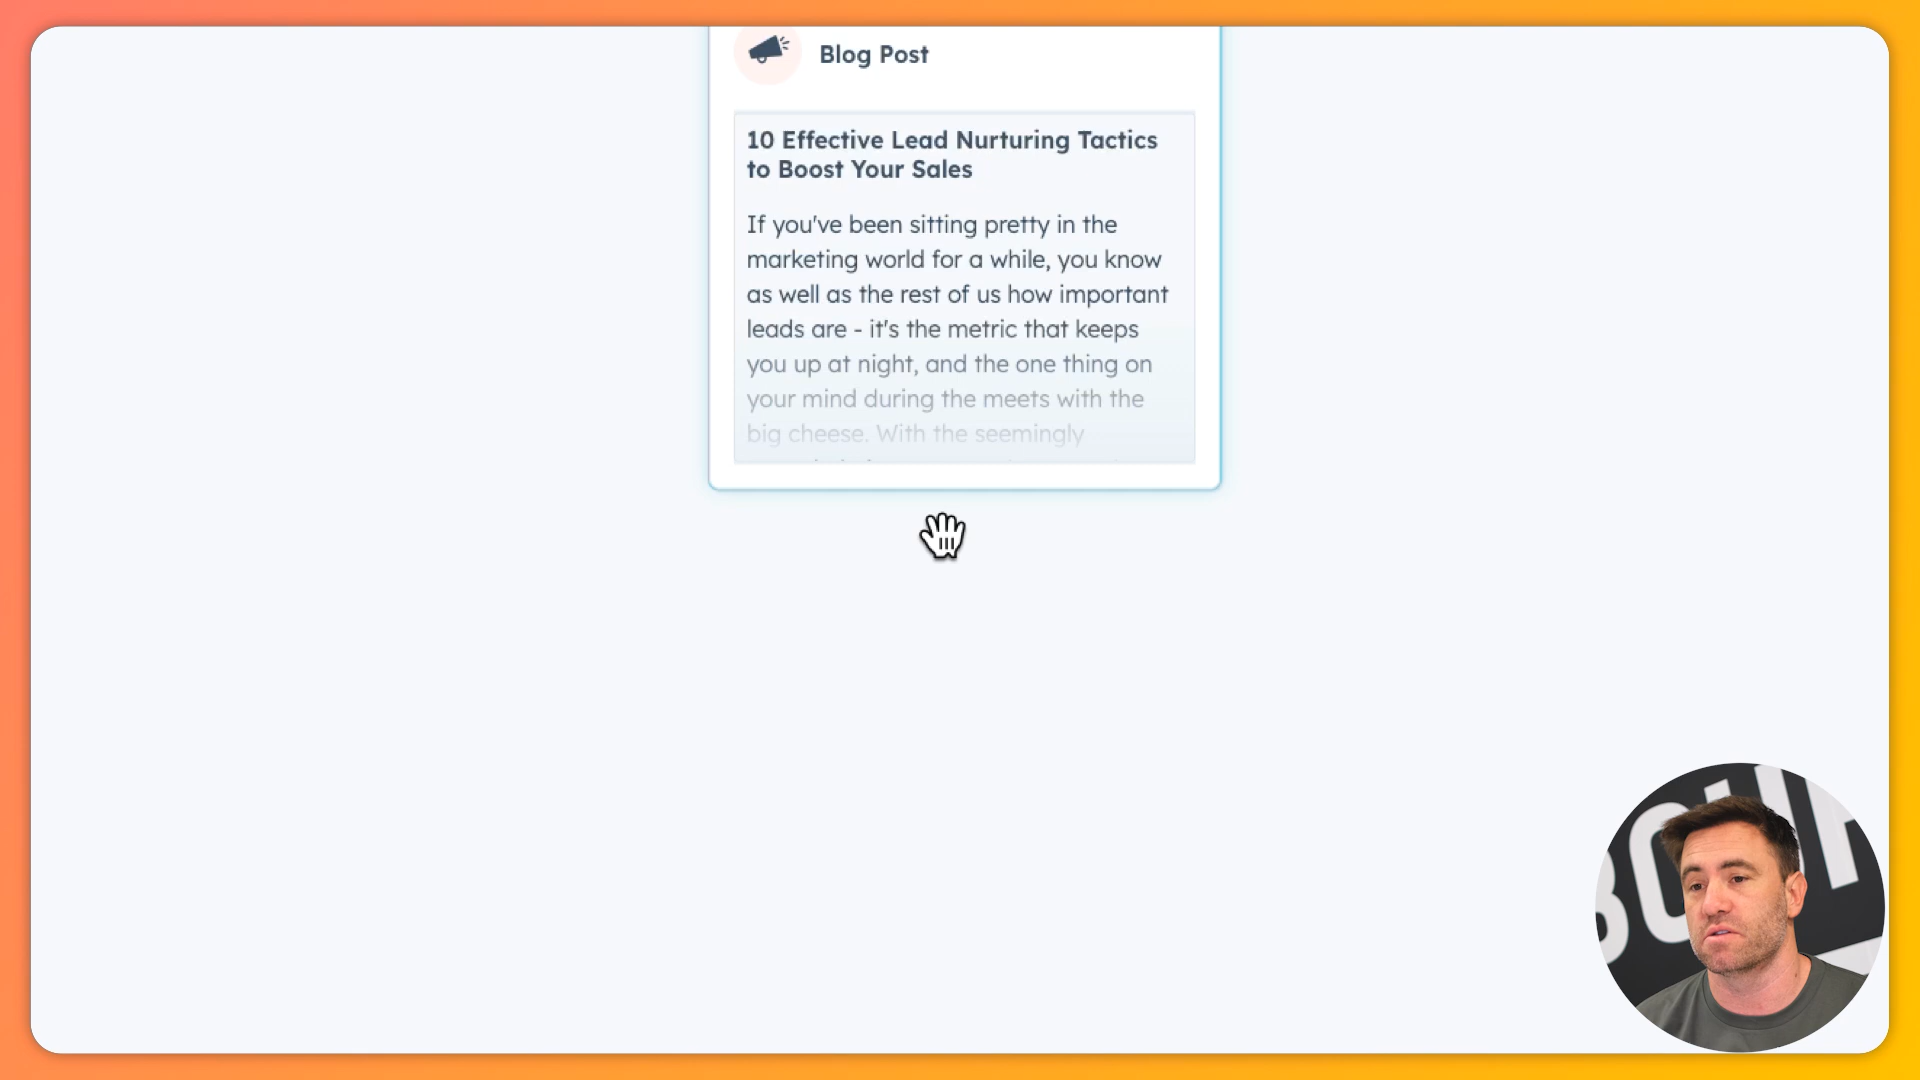 Blog Post
10 Effective Lead Nurturing Tactics
to Boost Your Sales
If you've been sitting pretty in the
marketing world for a while, you know
as well as the rest of us how important
leads are - it's the metric that keeps
you up at night, and the one thing on
your mind during the meets with the
big cheese. With the seemingly